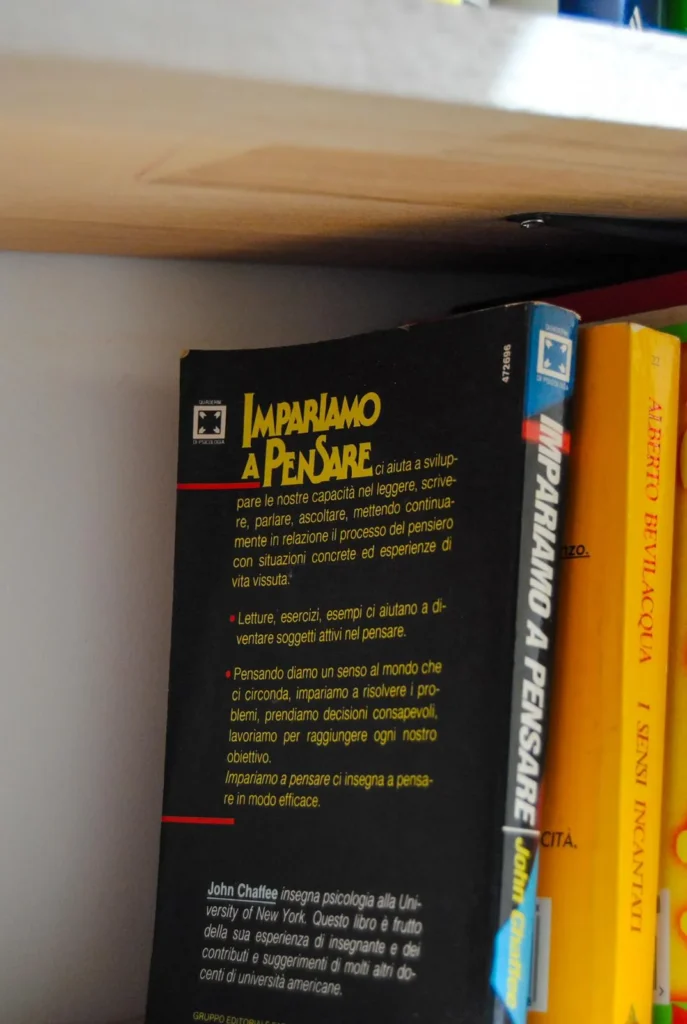 QUADERNI
DI PSICOLOGIA
IMPARIAMO
A PENSARE ci aiuta a svilup-
pare le nostre capacità nel leggere, scrive-
re, parlare, ascoltare, mettendo continua-
mente in relazione il processo del pensiero
con situazioni concrete ed esperienze di
vita vissuta.
• Letture, esercizi, esempi ci aiutano a di-
ventare soggetti attivi nel pensare.
• Pensando diamo un senso al mondo che
ci circonda, impariamo a risolvere i pro-
blemi, prendiamo decisioni consapevoli,
lavoriamo per raggiungere ogni nostro
obiettivo.
Impariamo a pensare ci insegna a pensa-
re in modo efficace.
John Chaffee insegna psicologia alla Uni-
versity of New York. Questo libro è frutto
della sua esperienza di insegnante e dei
contributi e suggerimenti di molti altri do-
centi di università americane.
GRUPPO EDITORIALE
472696
QUADERNI
DI PSICOLOGIA
IMPARIAMO A PENSARE
John Chaffee
CITÀ.
ALBERTO BEVILACQUA I SENSI INCANTATI